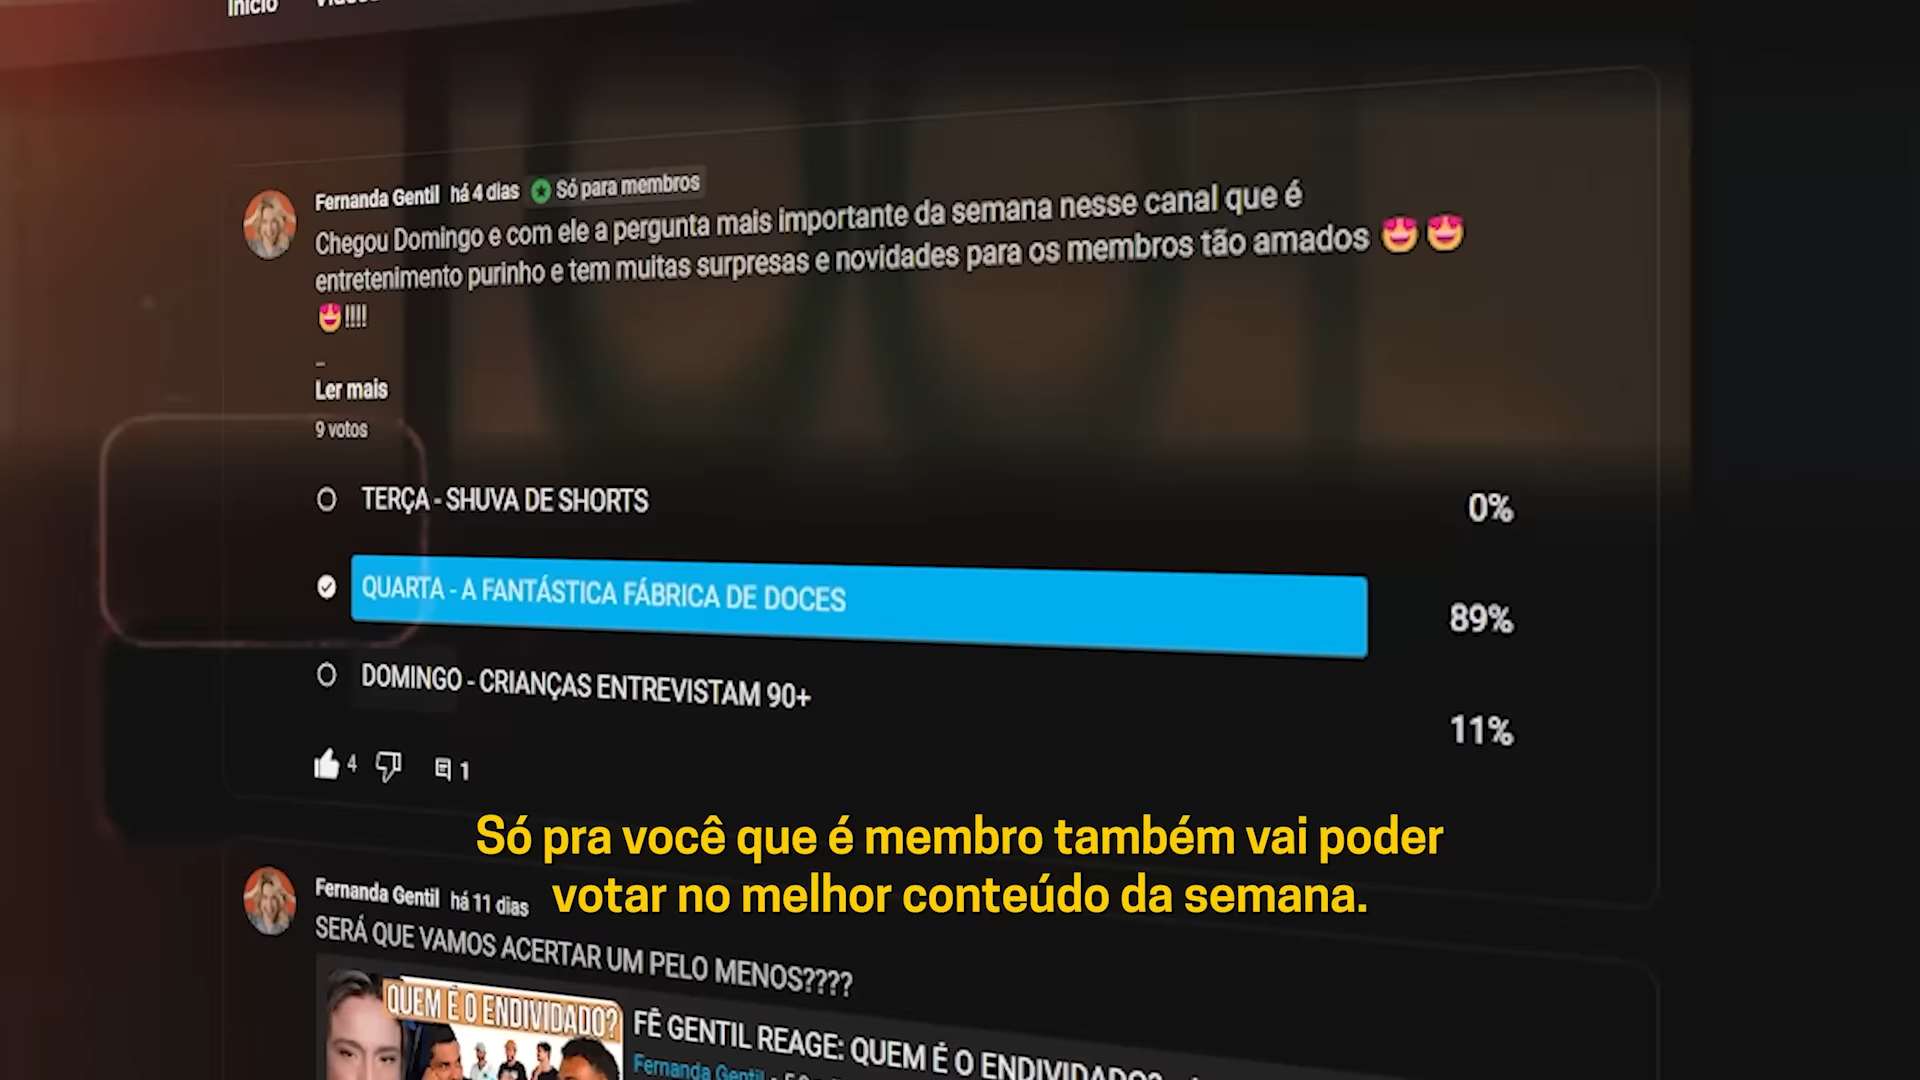 Início
Fernanda Gentil há 4 dias Só para membros
Chegou Domingo e com ele a pergunta mais importante da semana nesse canal que é
entretenimento purinho e tem muitas surpresas e novidades para os membros tão amados 😍😍
😍!!!!
_
Ler mais
9 votos
TERÇA - SHUVA DE SHORTS 0%
QUARTA - A FANTÁSTICA FÁBRICA DE DOCES 89%
DOMINGO - CRIANÇAS ENTREVISTAM 90+ 11%
4 1
Só pra você que é membro também vai poder
votar no melhor conteúdo da semana.
Fernanda Gentil há 11 dias
SERÁ QUE VAMOS ACERTAR UM PELO MENOS????
QUEM É O ENDIVIDADO?
FÊ GENTIL REAGE: QUEM É O ENDIVIDADO?
Fernanda Gentil